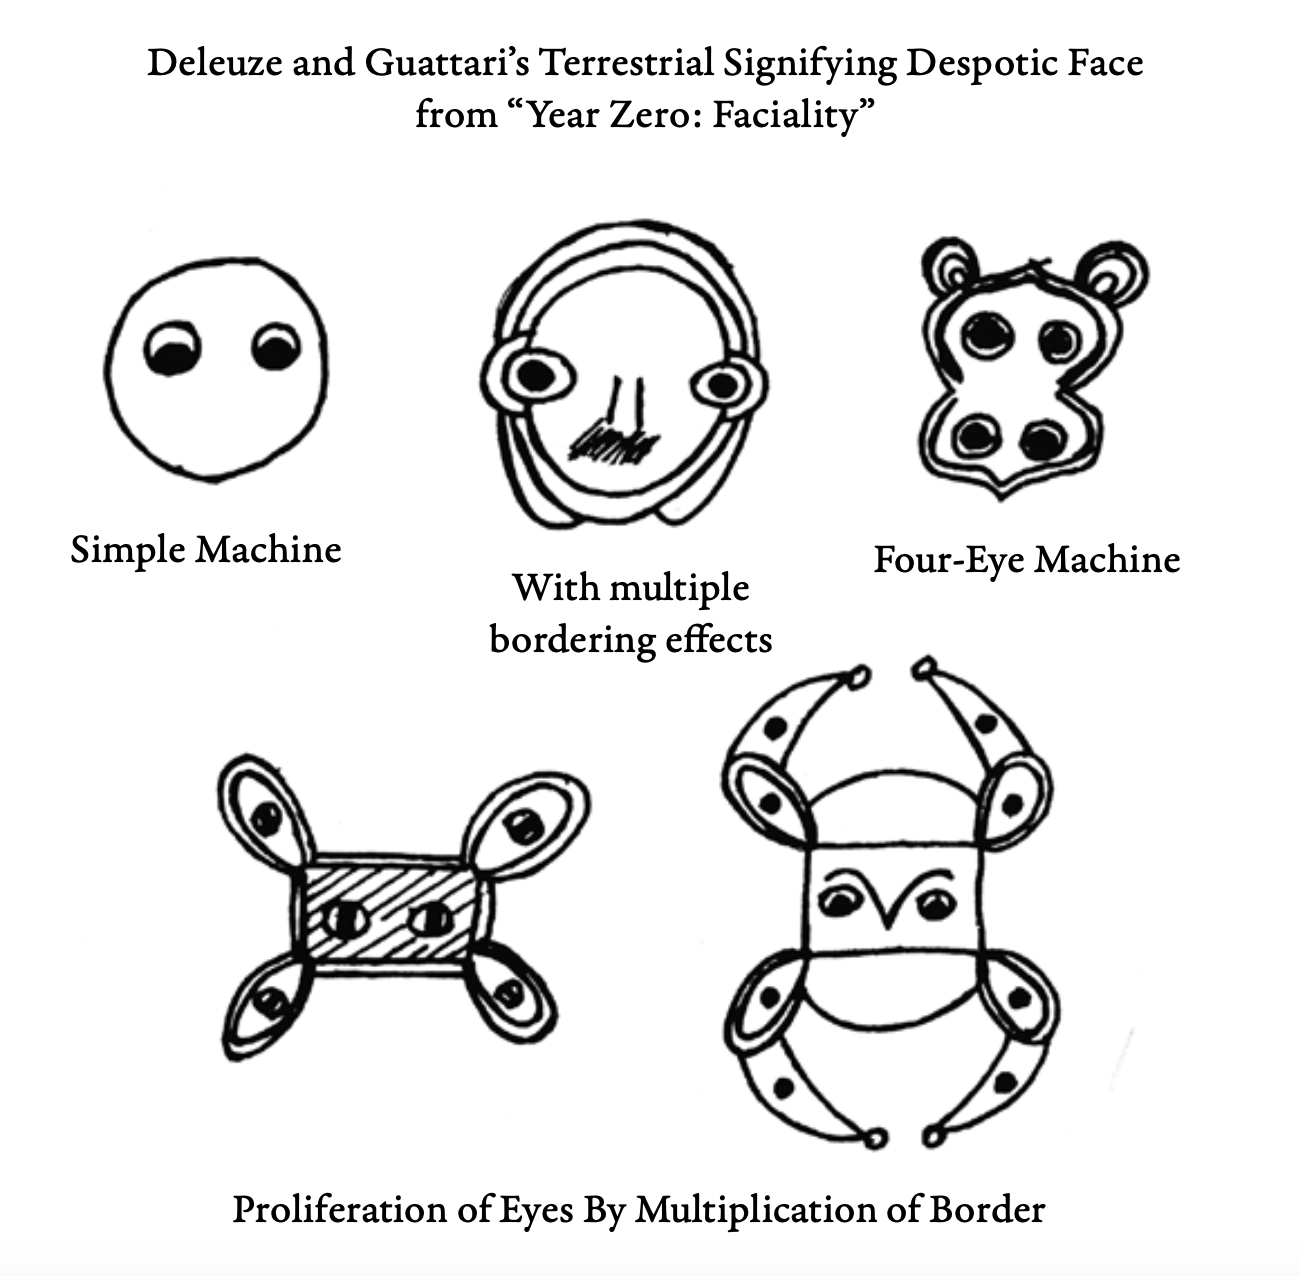 Deleuze and Guattari’s Terrestrial Signifying Despotic Face
from “Year Zero: Faciality”
Simple Machine
With multiple
bordering effects
Four-Eye Machine
Proliferation of Eyes By Multiplication of Border